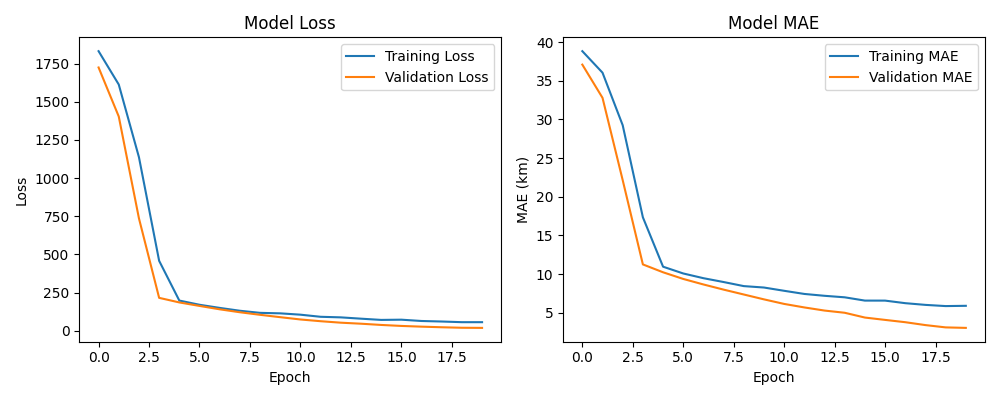 Model Loss
Training Loss
Validation Loss
1750
1500
1250
1000
750
500
250
0
Loss
0.0 2.5 5.0 7.5 10.0 12.5 15.0 17.5
Epoch
Model MAE
Training MAE
Validation MAE
40
35
30
25
20
15
10
5
MAE (km)
0.0 2.5 5.0 7.5 10.0 12.5 15.0 17.5
Epoch